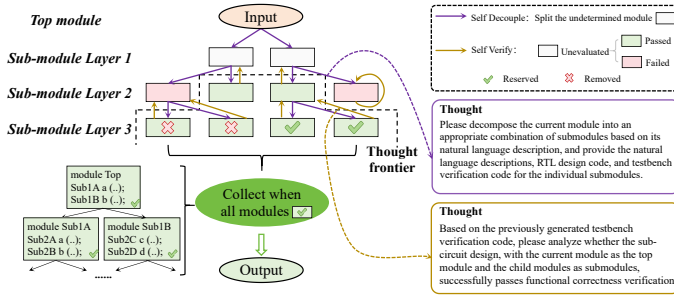 Top module
Input
Sub-module Layer 1
Sub-module Layer 2
Sub-module Layer 3
Thought
frontier
Self Decouple: Split the undetermined module
Self Verify:
Unevaluated
Passed
Failed
Reserved
Removed
Thought
Please decompose the current module into an
appropriate combination of submodules based on its
natural language description, and provide the natural
language descriptions, RTL design code, and testbench
verification code for the individual submodules.
Thought
Based on the previously generated testbench
verification code, please analyze whether the sub-
circuit design, with the current module as the top
module and the child modules as submodules,
successfully passes functional correctness verification
module Top
Sub1A a (..);
Sub1B b (..);
module Sub1A
Sub2A a (..);
Sub2B b (..);
module Sub1B
Sub2C c (..);
Sub2D d (..);
......
Collect when
all modules
Output